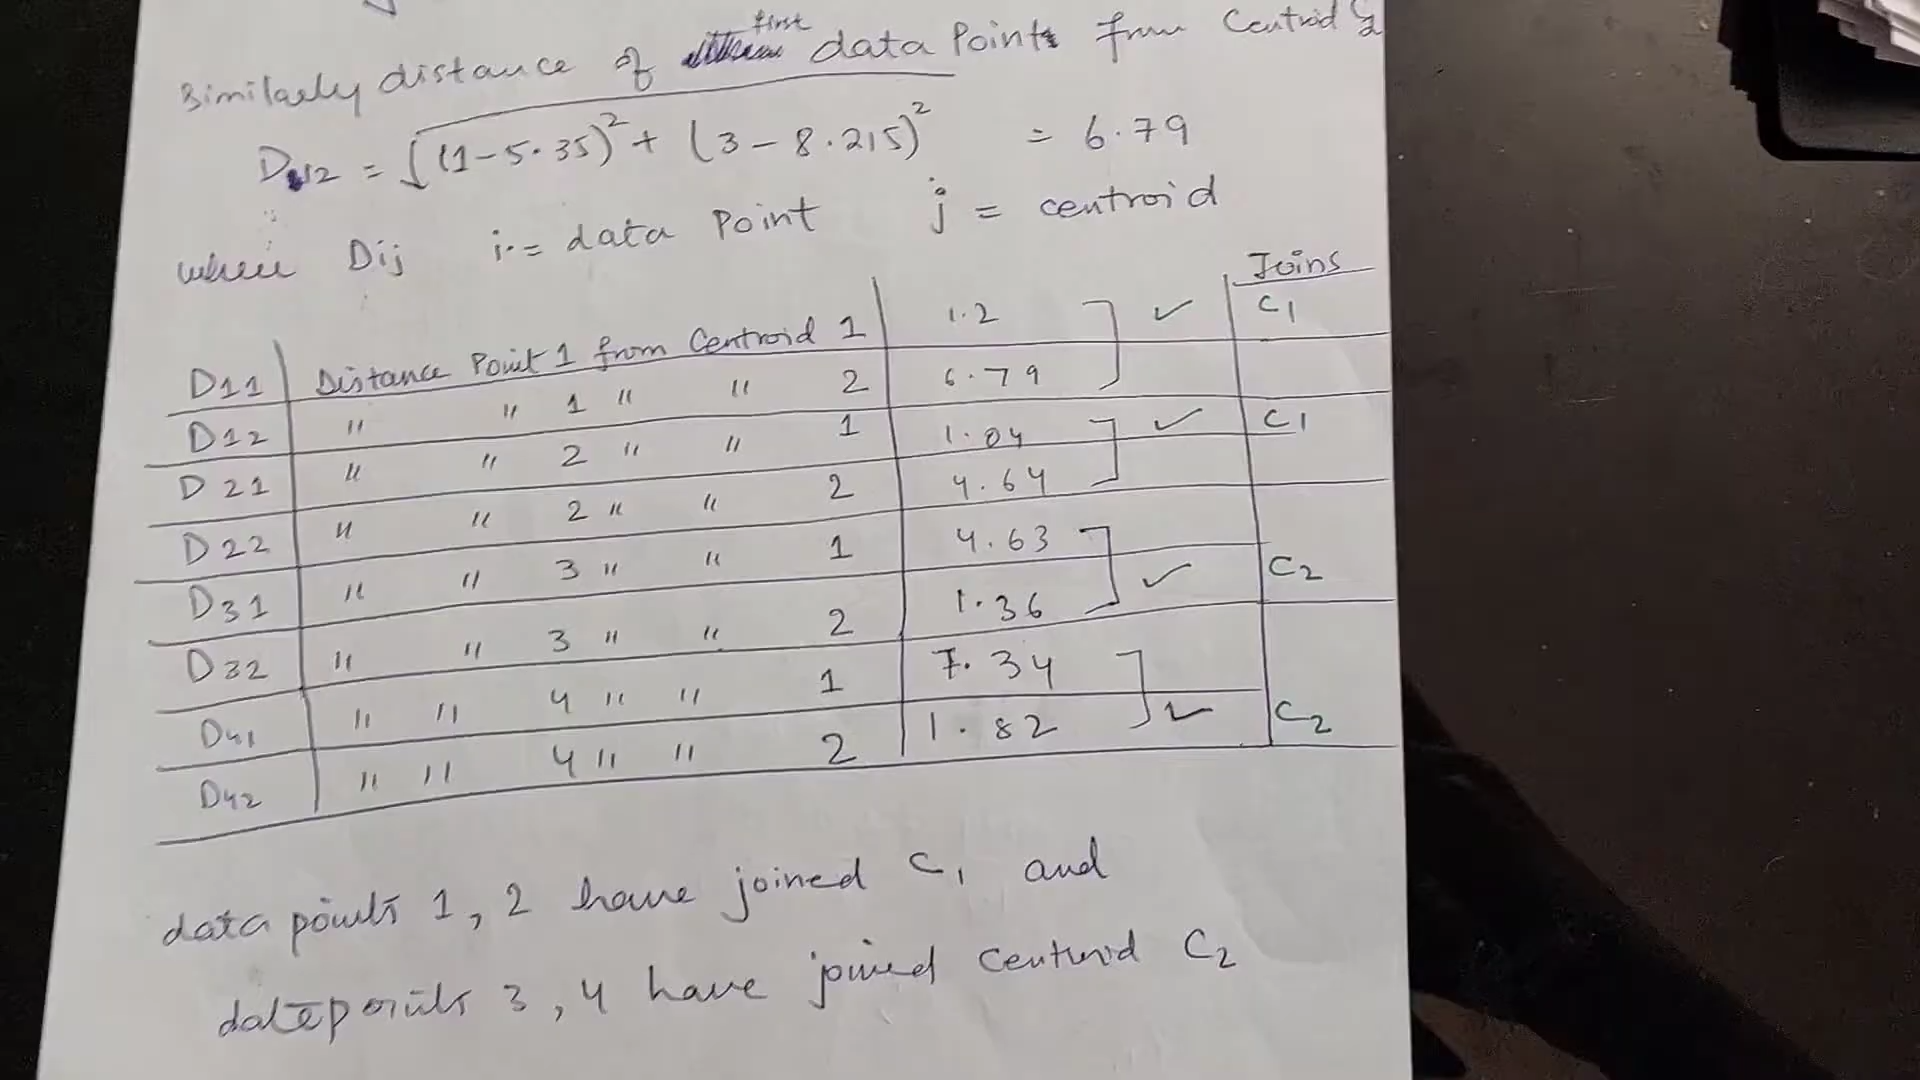 Similarly distance of first data Points from Centroid C2
D12 = √(1-5.35)² + (3-8.215)² = 6.79
where Dij i = data Point j = centroid
Joins
D11 Distance Point 1 from Centroid 1 1.2 ✓ C1
D12 " " 1 " " 2 6.79
D21 " " 2 " " 1 1.04 ✓ C1
D22 " " 2 " " 2 4.64
D31 " " 3 " " 1 4.63
D32 " " 3 " " 2 1.36 ✓ C2
D41 " " 4 " " 1 7.34
D42 " " 4 " " 2 1.82 ✓ C2
data points 1, 2 have joined C1 and
datapoints 3, 4 have joined Centroid C2